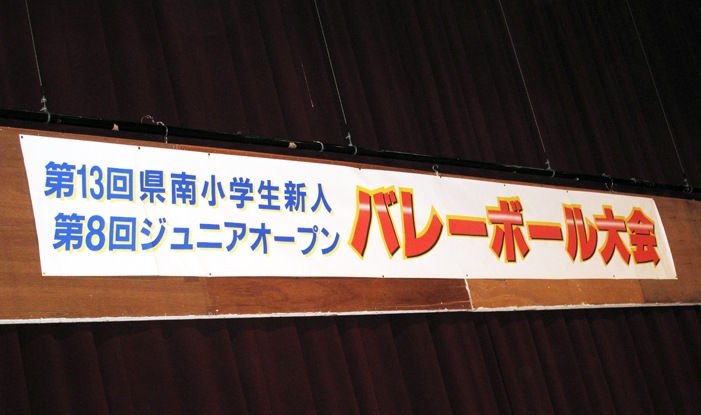 第13回県南小学生新人
第8回ジュニアオープン
バレーボール大会